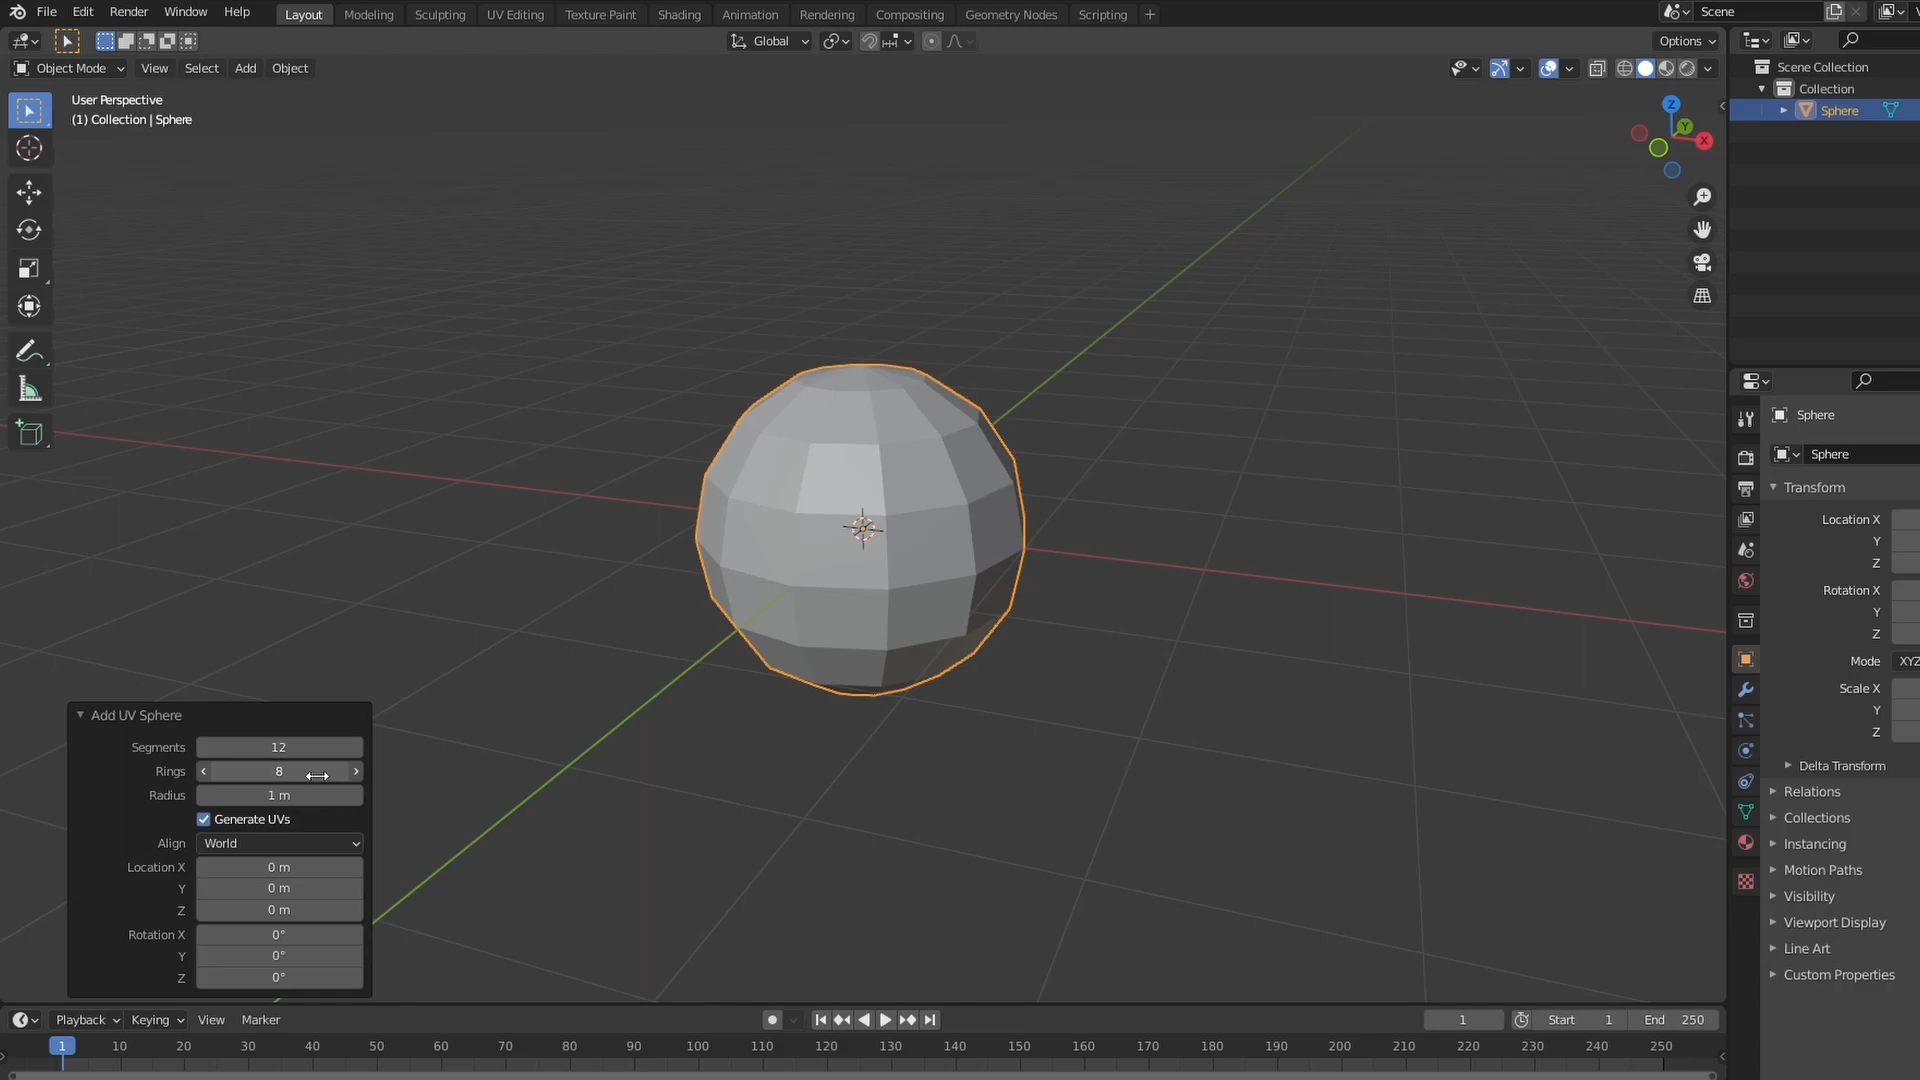 File Edit Render Window Help Layout Modeling Sculpting UV Editing Texture Paint Shading Animation Rendering Compositing Geometry Nodes Scripting + Scene
Global Options
Object Mode View Select Add Object
User Perspective
(1) Collection | Sphere
Z
Y
X
Scene Collection
Collection
Sphere
Sphere
Sphere
Transform
Location X
Y
Z
Rotation X
Y
Z
Mode XYZ
Scale X
Y
Z
Delta Transform
Relations
Collections
Instancing
Motion Paths
Visibility
Viewport Display
Line Art
Custom Properties
Add UV Sphere
Segments 12
Rings 8
Radius 1 m
Generate UVs
Align World
Location X 0 m
Y 0 m
Z 0 m
Rotation X 0°
Y 0°
Z 0°
Playback Keying View Marker 1 Start 1 End 250
1 10 20 30 40 50 60 70 80 90 100 110 120 130 140 150 160 170 180 190 200 210 220 230 240 250